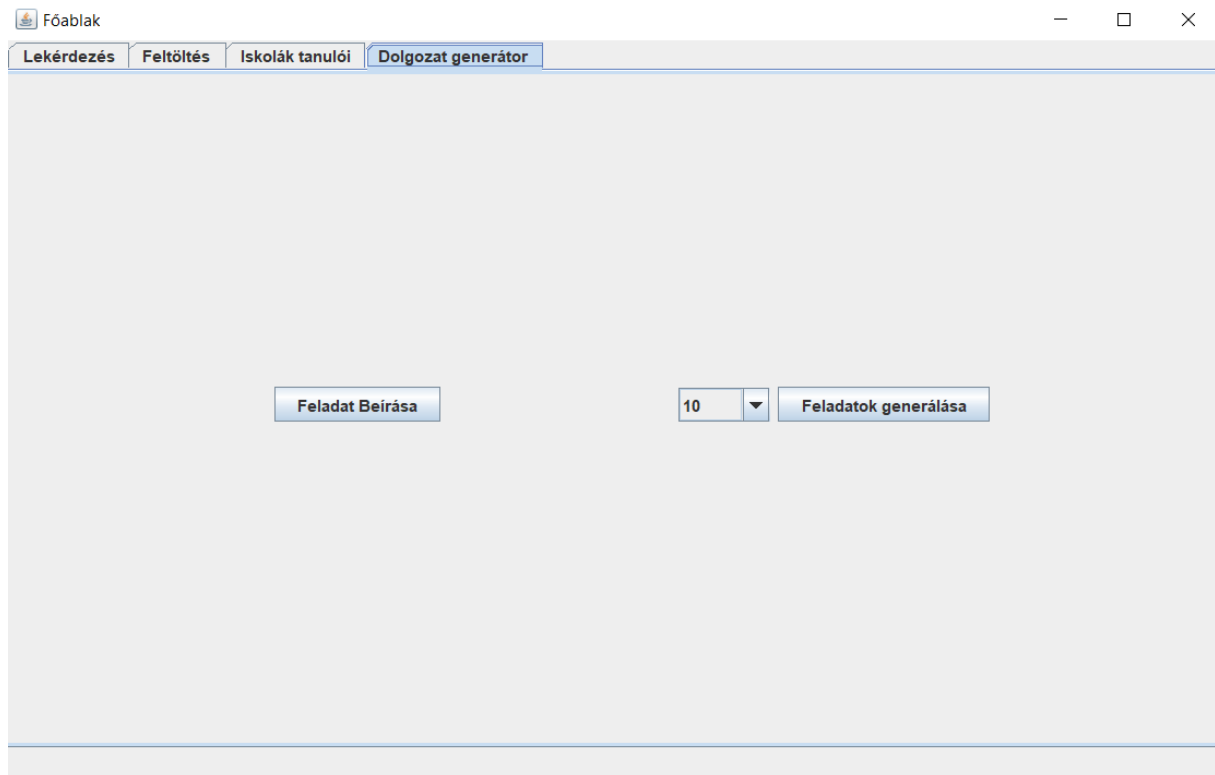 Főablak
Lekérdezés Feltöltés Iskolák tanulói Dolgozat generátor
Feladat Beírása 10 Feladatok generálása